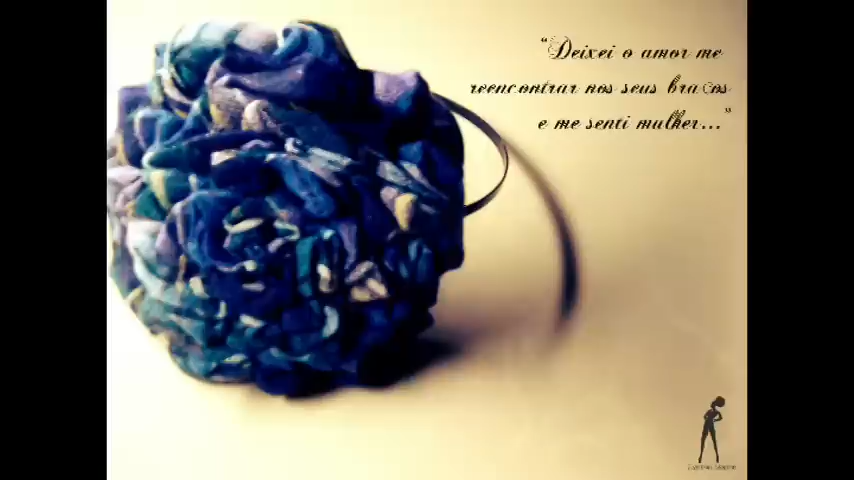 “Deixei o amor me
reencontrar nos seus braços
e me senti mulher...”